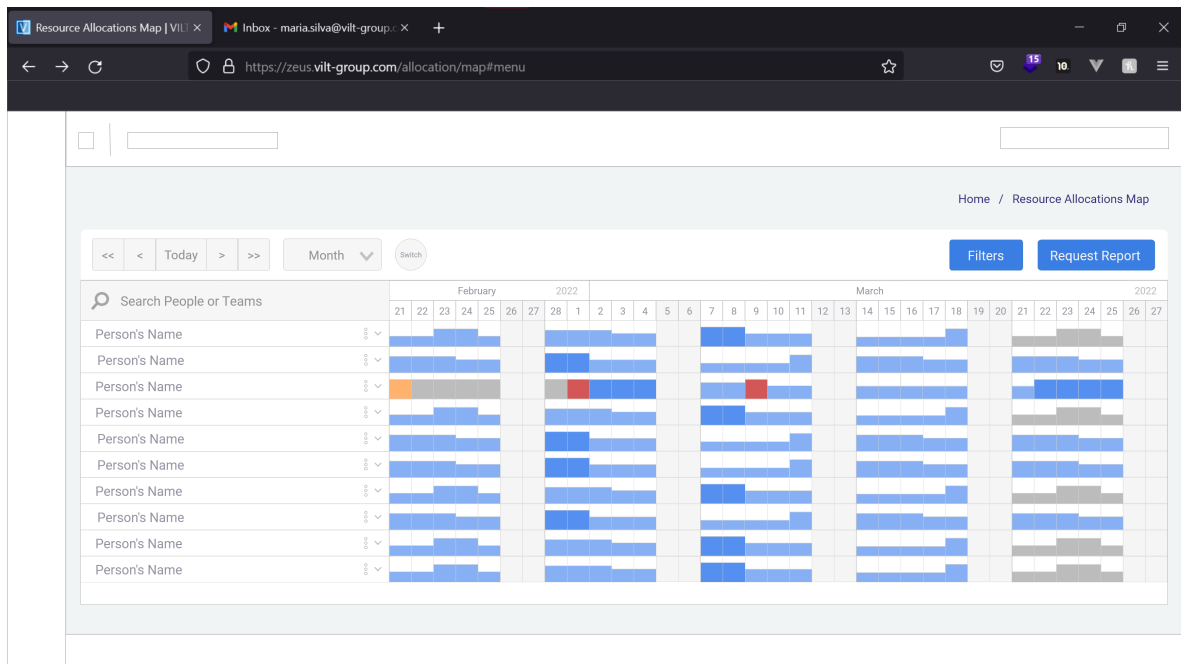 Resource Allocations Map | VILT
Inbox - maria.silva@vilt-group.c
https://zeus.vilt-group.com/allocation/map#menu
15
10.
Home / Resource Allocations Map
<< < Today > >> Month Switch Filters Request Report
Search People or Teams
February 2022 March 2022
21 22 23 24 25 26 27 28 1 2 3 4 5 6 7 8 9 10 11 12 13 14 15 16 17 18 19 20 21 22 23 24 25 26 27
Person's Name
Person's Name
Person's Name
Person's Name
Person's Name
Person's Name
Person's Name
Person's Name
Person's Name
Person's Name